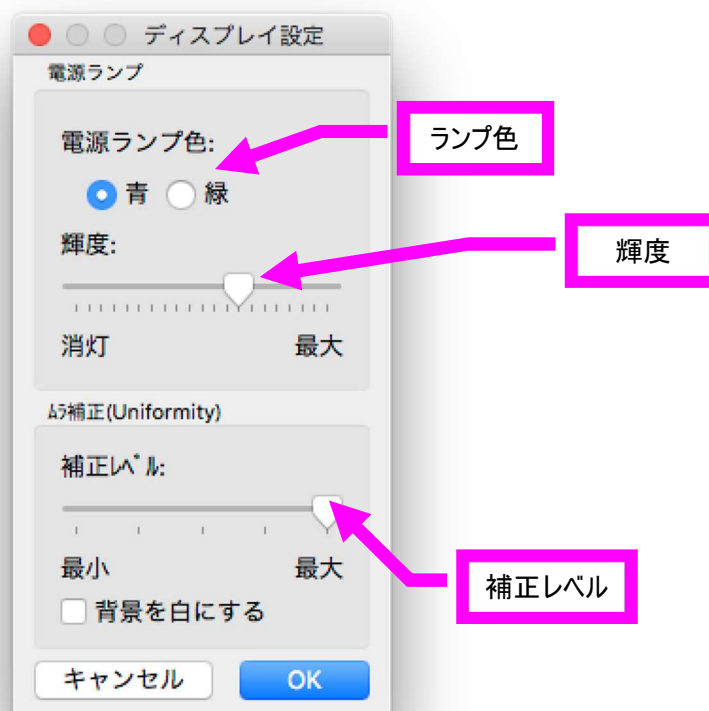 ディスプレイ設定
電源ランプ
電源ランプ色:
ランプ色
青 緑
輝度:
輝度
消灯 最大
ﾑﾗ補正(Uniformity)
補正ﾚﾍﾞﾙ:
最小 最大
補正レベル
背景を白にする
キャンセル OK